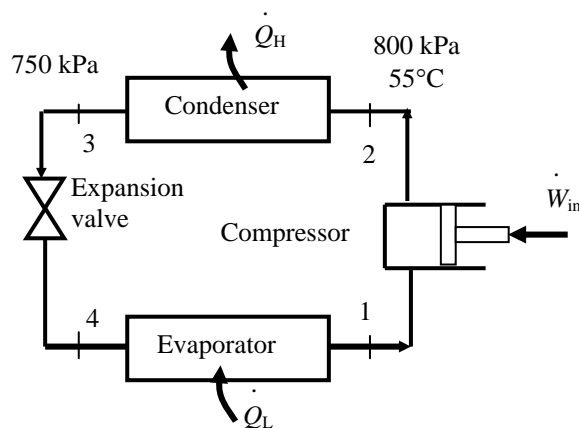 Q̇H
800 kPa
55°C
750 kPa
Condenser
3
2
Expansion
valve
Compressor
Ẇin
4
1
Evaporator
Q̇L